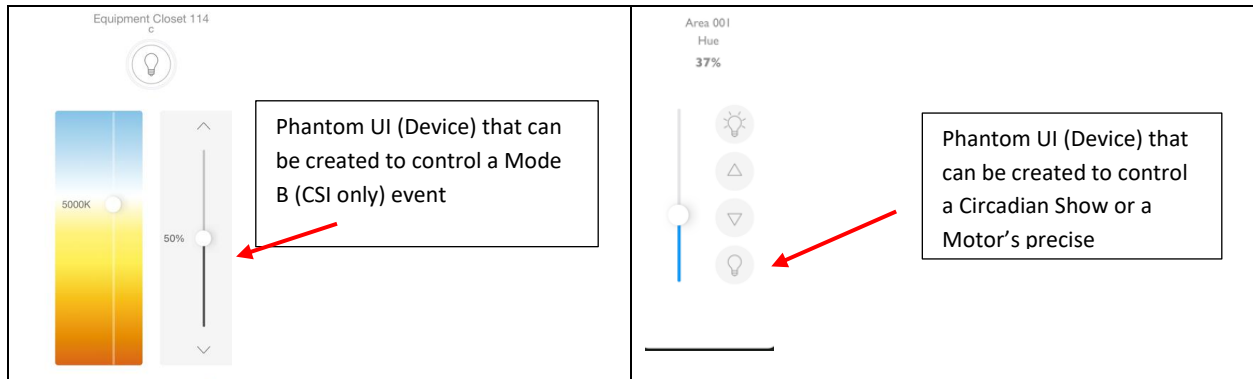 Equipment Closet 114
c
Phantom UI (Device) that can
be created to control a Mode
B (CSI only) event
5000K
50%
Area 001
Hue
37%
Phantom UI (Device) that
can be created to control
a Circadian Show or a
Motor's precise